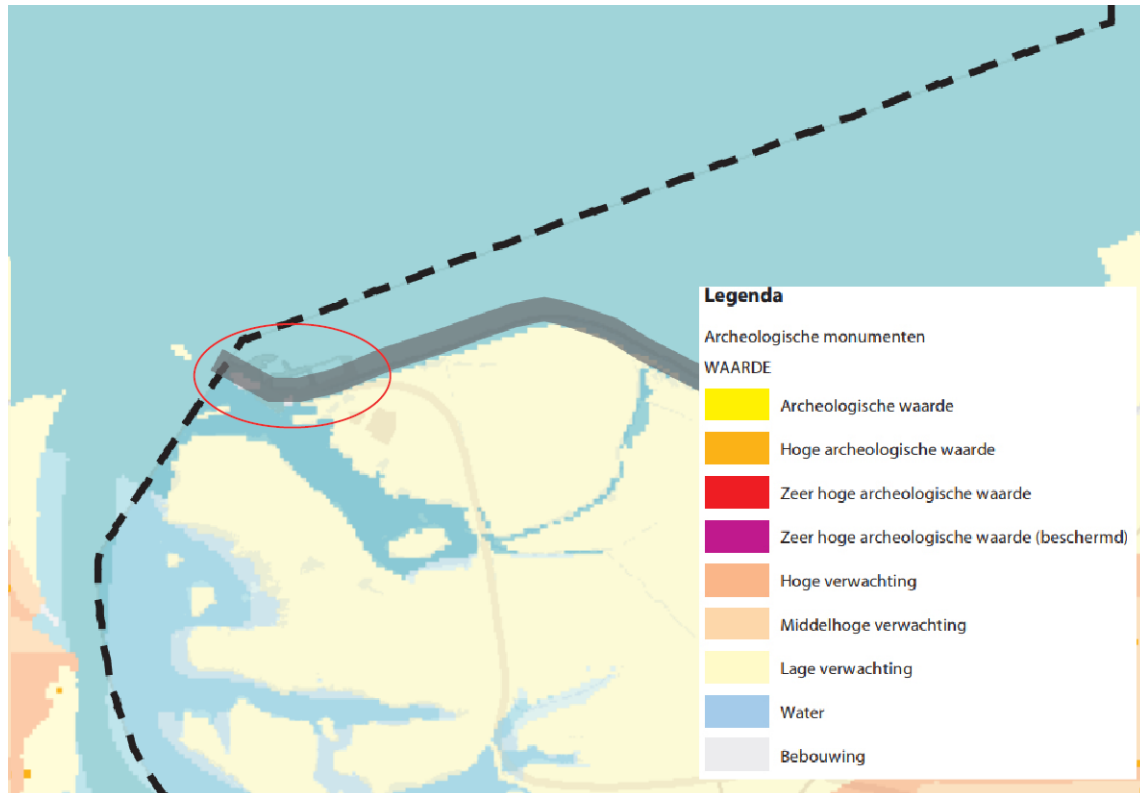 Legenda
Archeologische monumenten
WAARDE
Archeologische waarde
Hoge archeologische waarde
Zeer hoge archeologische waarde
Zeer hoge archeologische waarde (beschermd)
Hoge verwachting
Middelhoge verwachting
Lage verwachting
Water
Bebouwing